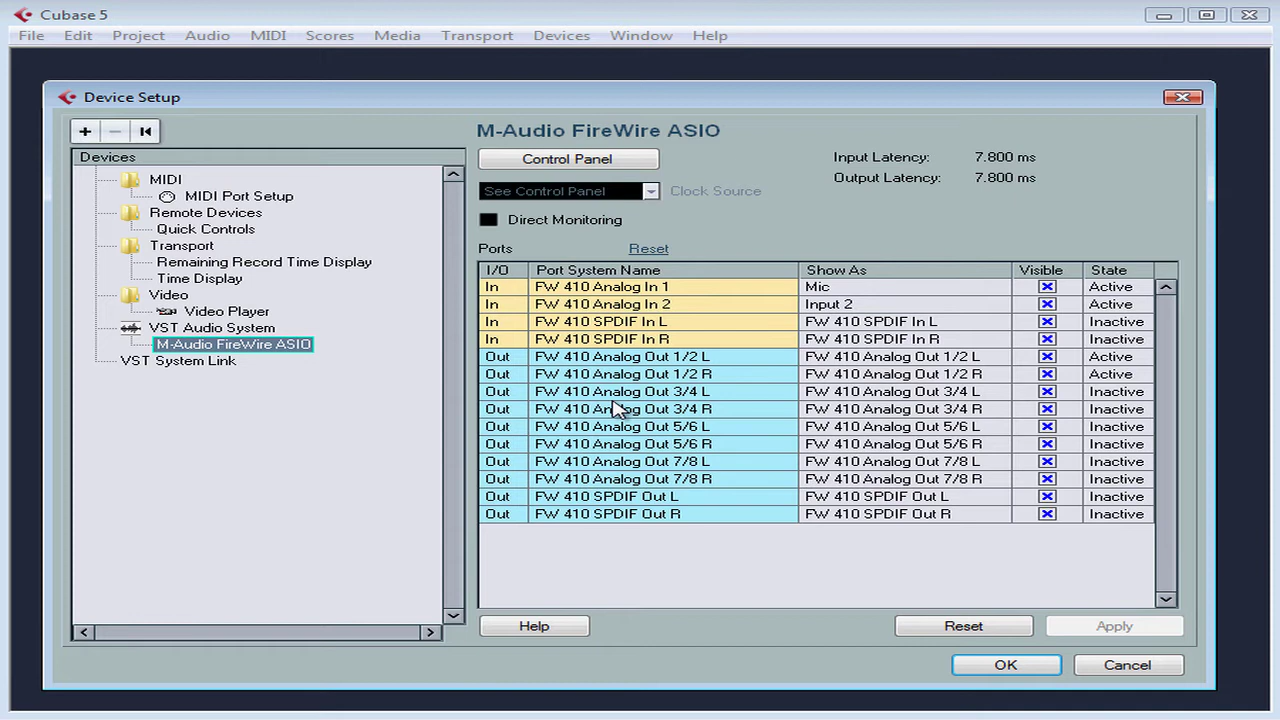 Cubase 5
File Edit Project Audio MIDI Scores Media Transport Devices Window Help
Device Setup
Devices
MIDI
MIDI Port Setup
Remote Devices
Quick Controls
Transport
Remaining Record Time Display
Time Display
Video
Video Player
VST Audio System
M-Audio FireWire ASIO
VST System Link
M-Audio FireWire ASIO
Control Panel
Input Latency: 7.800 ms
Output Latency: 7.800 ms
See Control Panel Clock Source
Direct Monitoring
Ports Reset
I/O Port System Name Show As Visible State
In FW 410 Analog In 1 Mic Active
In FW 410 Analog In 2 Input 2 Active
In FW 410 SPDIF In L FW 410 SPDIF In L Inactive
In FW 410 SPDIF In R FW 410 SPDIF In R Inactive
Out FW 410 Analog Out 1/2 L FW 410 Analog Out 1/2 L Active
Out FW 410 Analog Out 1/2 R FW 410 Analog Out 1/2 R Active
Out FW 410 Analog Out 3/4 L FW 410 Analog Out 3/4 L Inactive
Out FW 410 Analog Out 3/4 R FW 410 Analog Out 3/4 R Inactive
Out FW 410 Analog Out 5/6 L FW 410 Analog Out 5/6 L Inactive
Out FW 410 Analog Out 5/6 R FW 410 Analog Out 5/6 R Inactive
Out FW 410 Analog Out 7/8 L FW 410 Analog Out 7/8 L Inactive
Out FW 410 Analog Out 7/8 R FW 410 Analog Out 7/8 R Inactive
Out FW 410 SPDIF Out L FW 410 SPDIF Out L Inactive
Out FW 410 SPDIF Out R FW 410 SPDIF Out R Inactive
Help Reset Apply
OK Cancel